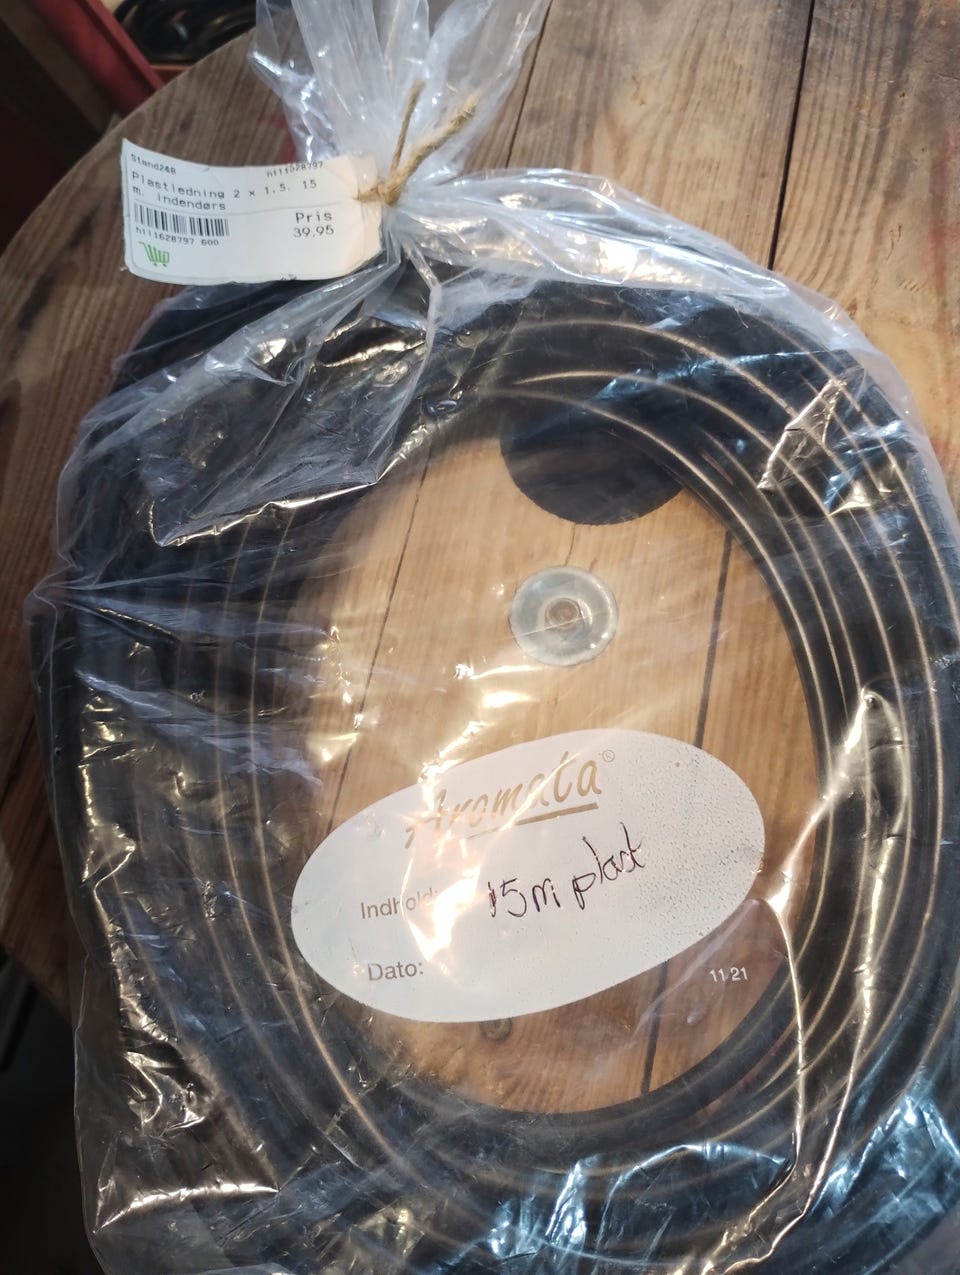 Stand248
hl11628797
Plastledning 2 x 1.5. 15
m. indendørs
Pris
39,95
hl11628797 600
Aromata®
Indhold: 15 m plast
Dato:
11-21